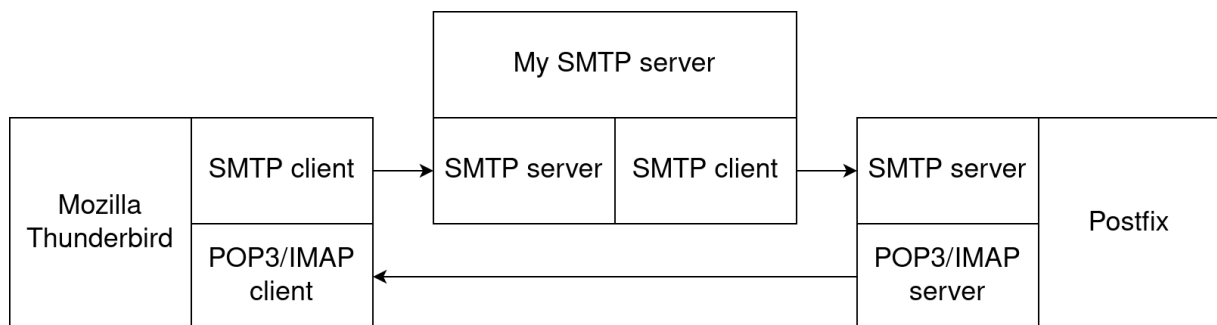 My SMTP server
Mozilla
Thunderbird
SMTP client
SMTP server
SMTP client
SMTP server
Postfix
POP3/IMAP
client
POP3/IMAP
server